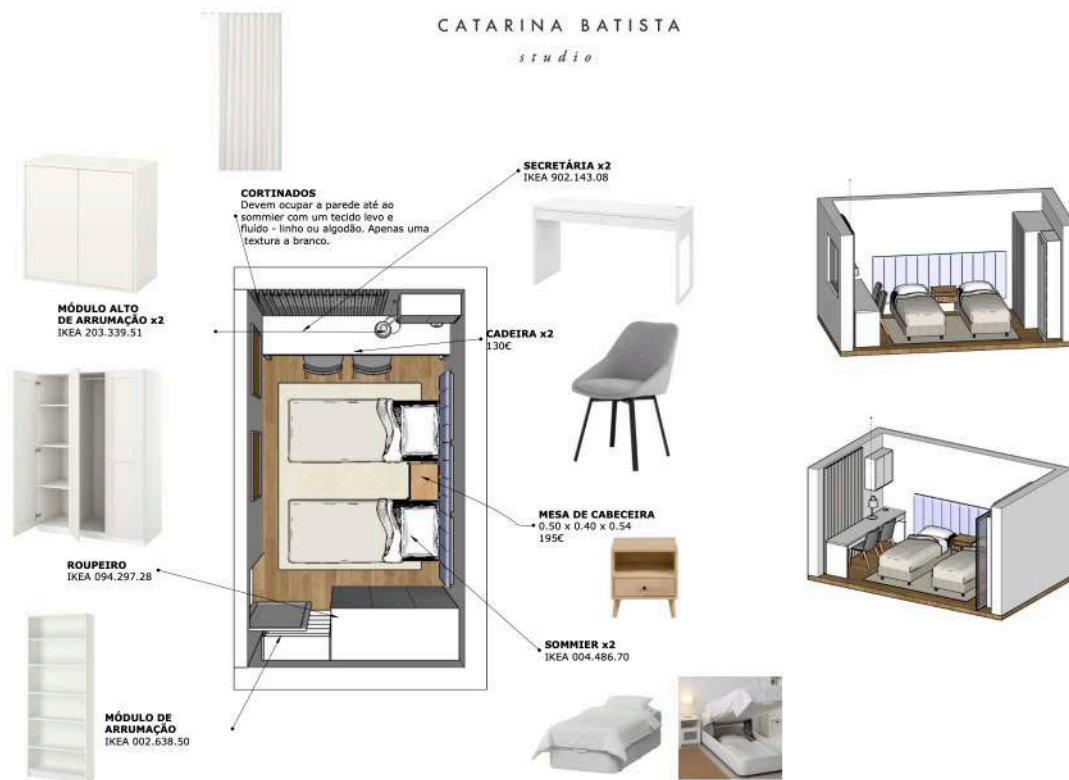 CATARINA BATISTA
studio
CORTINADOS
Devem ocupar a parede até ao
sommier com um tecido levo e
fluído - linho ou algodão. Apenas uma
textura a branco.
SECRETÁRIA x2
IKEA 902.143.08
MÓDULO ALTO
DE ARRUMAÇÃO x2
IKEA 203.339.51
CADEIRA x2
130€
MESA DE CABECEIRA
0.50 x 0.40 x 0.54
195€
ROUPEIRO
IKEA 094.297.28
SOMMIER x2
IKEA 004.486.70
MÓDULO DE
ARRUMAÇÃO
IKEA 002.638.50